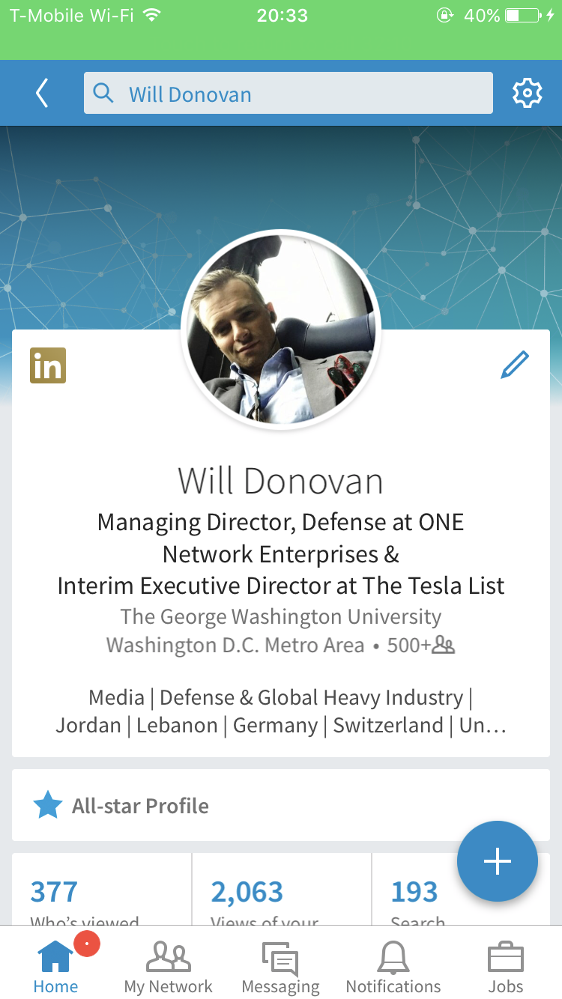 T-Mobile Wi-Fi 20:33 40%
Will Donovan
in
Will Donovan
Managing Director, Defense at ONE
Network Enterprises &
Interim Executive Director at The Tesla List
The George Washington University
Washington D.C. Metro Area • 500+
Media | Defense & Global Heavy Industry |
Jordan | Lebanon | Germany | Switzerland | Un…
All-star Profile
377 2,063 193
Who's viewed Views of your Search
Home My Network Messaging Notifications Jobs